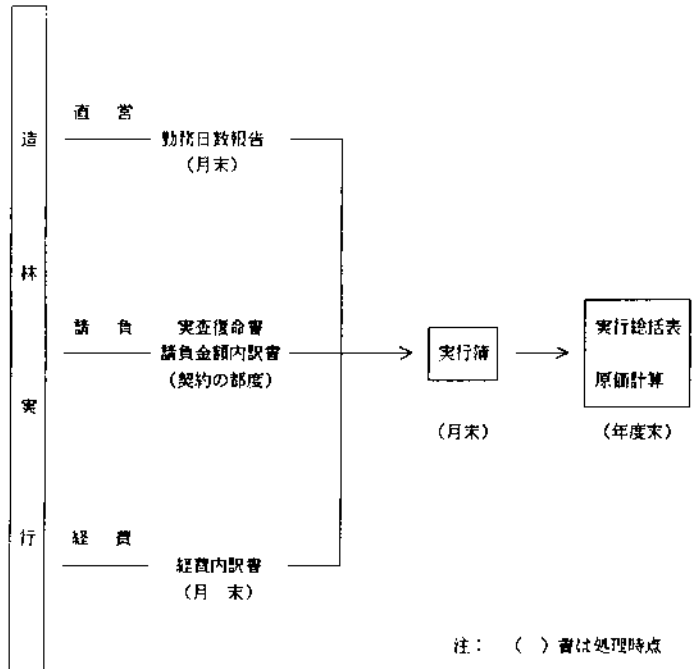 造林実行
直営
勤務日数報告
(月末)
請負
実査復命書
請負金額内訳書
(契約の都度)
経費
経費内訳書
(月 末)
実行簿
(月末)
実行総括表
原価計算
(年度末)
注： ( )書は処理時点